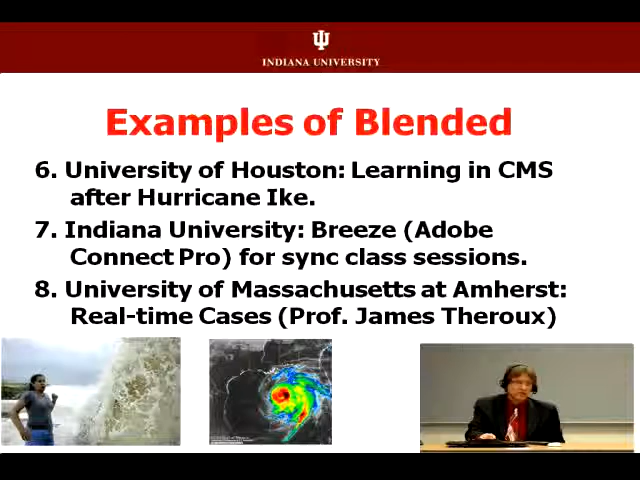 INDIANA UNIVERSITY
Examples of Blended
6. University of Houston: Learning in CMS
after Hurricane Ike.
7. Indiana University: Breeze (Adobe
Connect Pro) for sync class sessions.
8. University of Massachusetts at Amherst:
Real-time Cases (Prof. James Theroux)